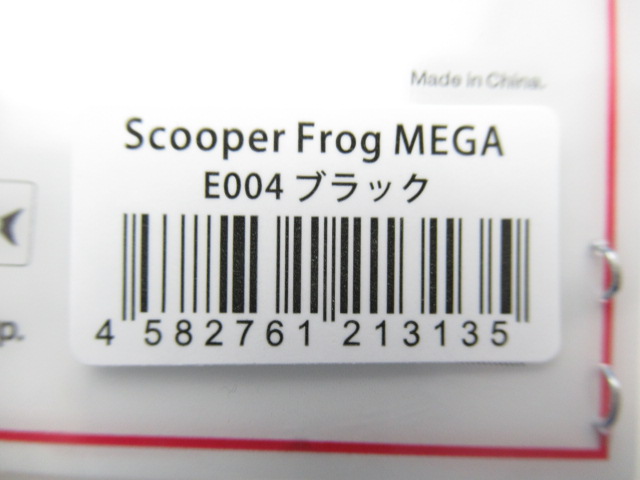 Made in China.
Scooper Frog MEGA
E004 ブラック
4 582761 213135
p.